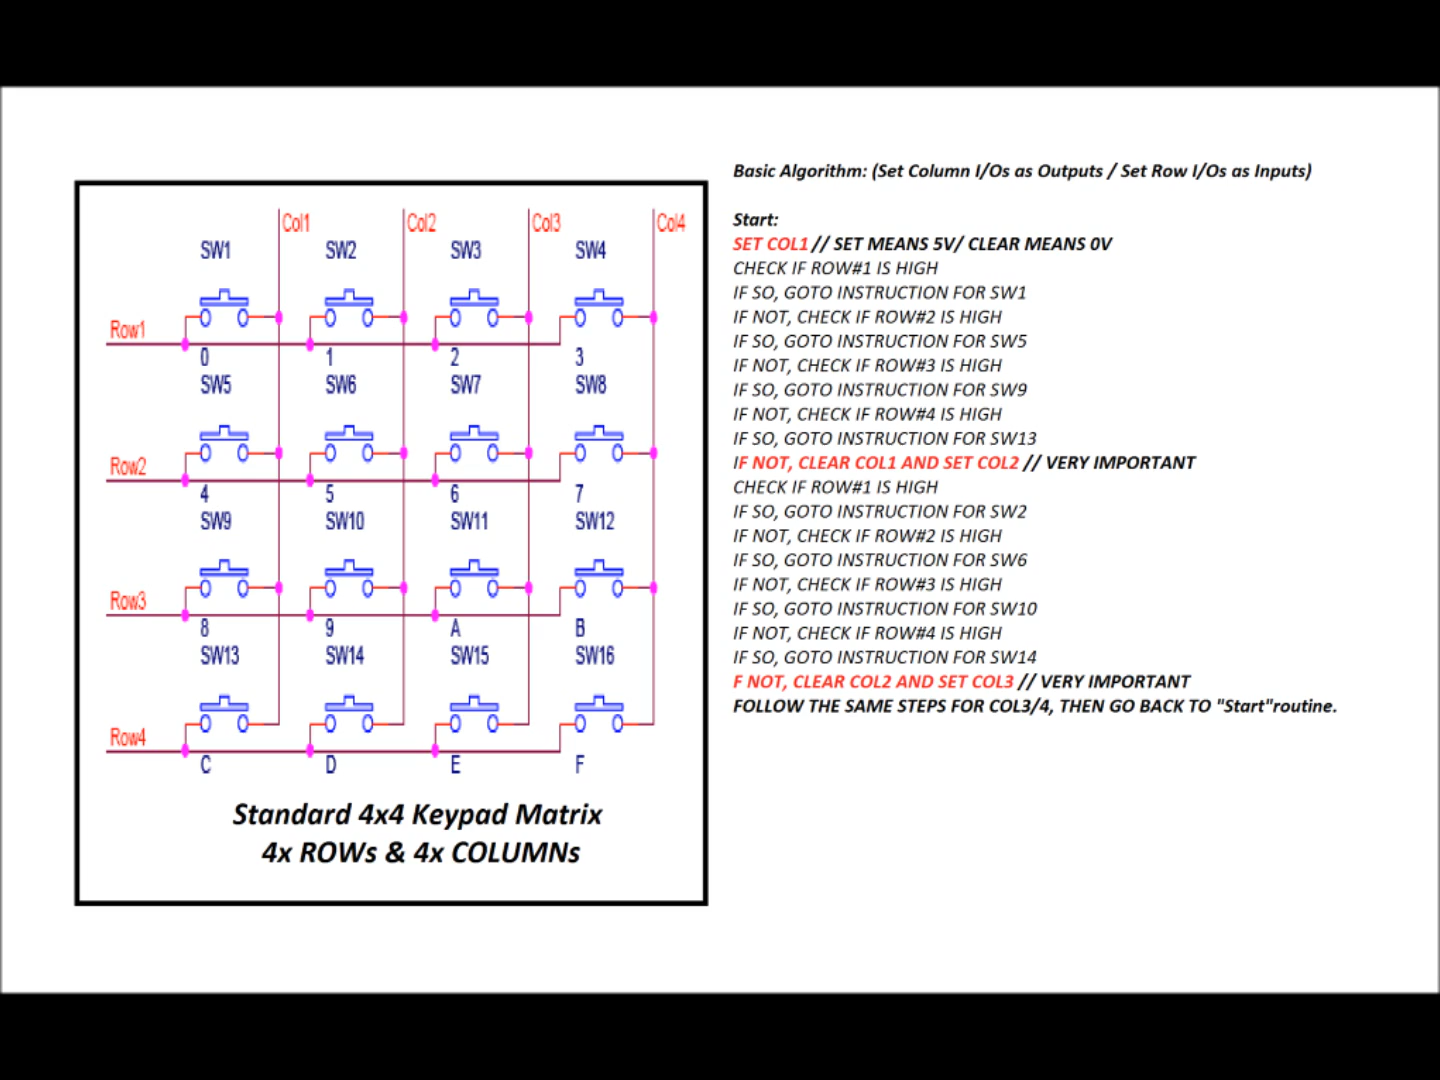 Col1 Col2 Col3 Col4
SW1 SW2 SW3 SW4
Row1
0 1 2 3
SW5 SW6 SW7 SW8
Row2
4 5 6 7
SW9 SW10 SW11 SW12
Row3
8 9 A B
SW13 SW14 SW15 SW16
Row4
C D E F
Standard 4x4 Keypad Matrix
4x ROWs & 4x COLUMNs
Basic Algorithm: (Set Column I/Os as Outputs / Set Row I/Os as Inputs)
Start:
SET COL1 // SET MEANS 5V/ CLEAR MEANS 0V
CHECK IF ROW#1 IS HIGH
IF SO, GOTO INSTRUCTION FOR SW1
IF NOT, CHECK IF ROW#2 IS HIGH
IF SO, GOTO INSTRUCTION FOR SW5
IF NOT, CHECK IF ROW#3 IS HIGH
IF SO, GOTO INSTRUCTION FOR SW9
IF NOT, CHECK IF ROW#4 IS HIGH
IF SO, GOTO INSTRUCTION FOR SW13
IF NOT, CLEAR COL1 AND SET COL2 // VERY IMPORTANT
CHECK IF ROW#1 IS HIGH
IF SO, GOTO INSTRUCTION FOR SW2
IF NOT, CHECK IF ROW#2 IS HIGH
IF SO, GOTO INSTRUCTION FOR SW6
IF NOT, CHECK IF ROW#3 IS HIGH
IF SO, GOTO INSTRUCTION FOR SW10
IF NOT, CHECK IF ROW#4 IS HIGH
IF SO, GOTO INSTRUCTION FOR SW14
F NOT, CLEAR COL2 AND SET COL3 // VERY IMPORTANT
FOLLOW THE SAME STEPS FOR COL3/4, THEN GO BACK TO "Start"routine.